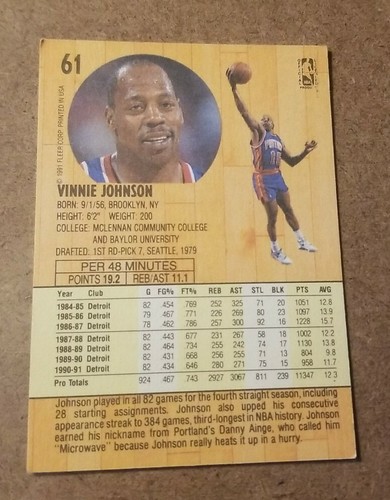 61
NBA
© 1991 FLEER CORP. PRINTED IN USA
VINNIE JOHNSON
BORN: 9/1/56, BROOKLYN, NY
HEIGHT: 6'2" WEIGHT: 200
COLLEGE: MCLENNAN COMMUNITY COLLEGE
AND BAYLOR UNIVERSITY
DRAFTED: 1ST RD-PICK 7, SEATTLE, 1979
PER 48 MINUTES
POINTS 19.2 REB/AST 11.1
Year Club G FG% FT% REB AST STL BLK PTS AVG
1984-85 Detroit 82 454 769 252 325 71 20 1051 12.8
1985-86 Detroit 79 467 771 226 269 80 23 1097 13.9
1986-87 Detroit 78 462 786 257 300 92 16 1228 15.7
1987-88 Detroit 82 443 677 231 267 58 18 1002 12.2
1988-89 Detroit 82 464 734 255 242 74 17 1130 13.8
1989-90 Detroit 82 431 668 256 255 71 13 804 9.8
1990-91 Detroit 82 434 646 280 271 75 15 958 11.7
Pro Totals 924 467 743 2927 3067 811 239 11347 12.3
Johnson played in all 82 games for the fourth straight season, including
28 starting assignments. Johnson also upped his consecutive
appearance streak to 384 games, third-longest in NBA history. Johnson
earned his nickname from Portland's Danny Ainge, who called him
"Microwave" because Johnson really heats it up in a hurry.